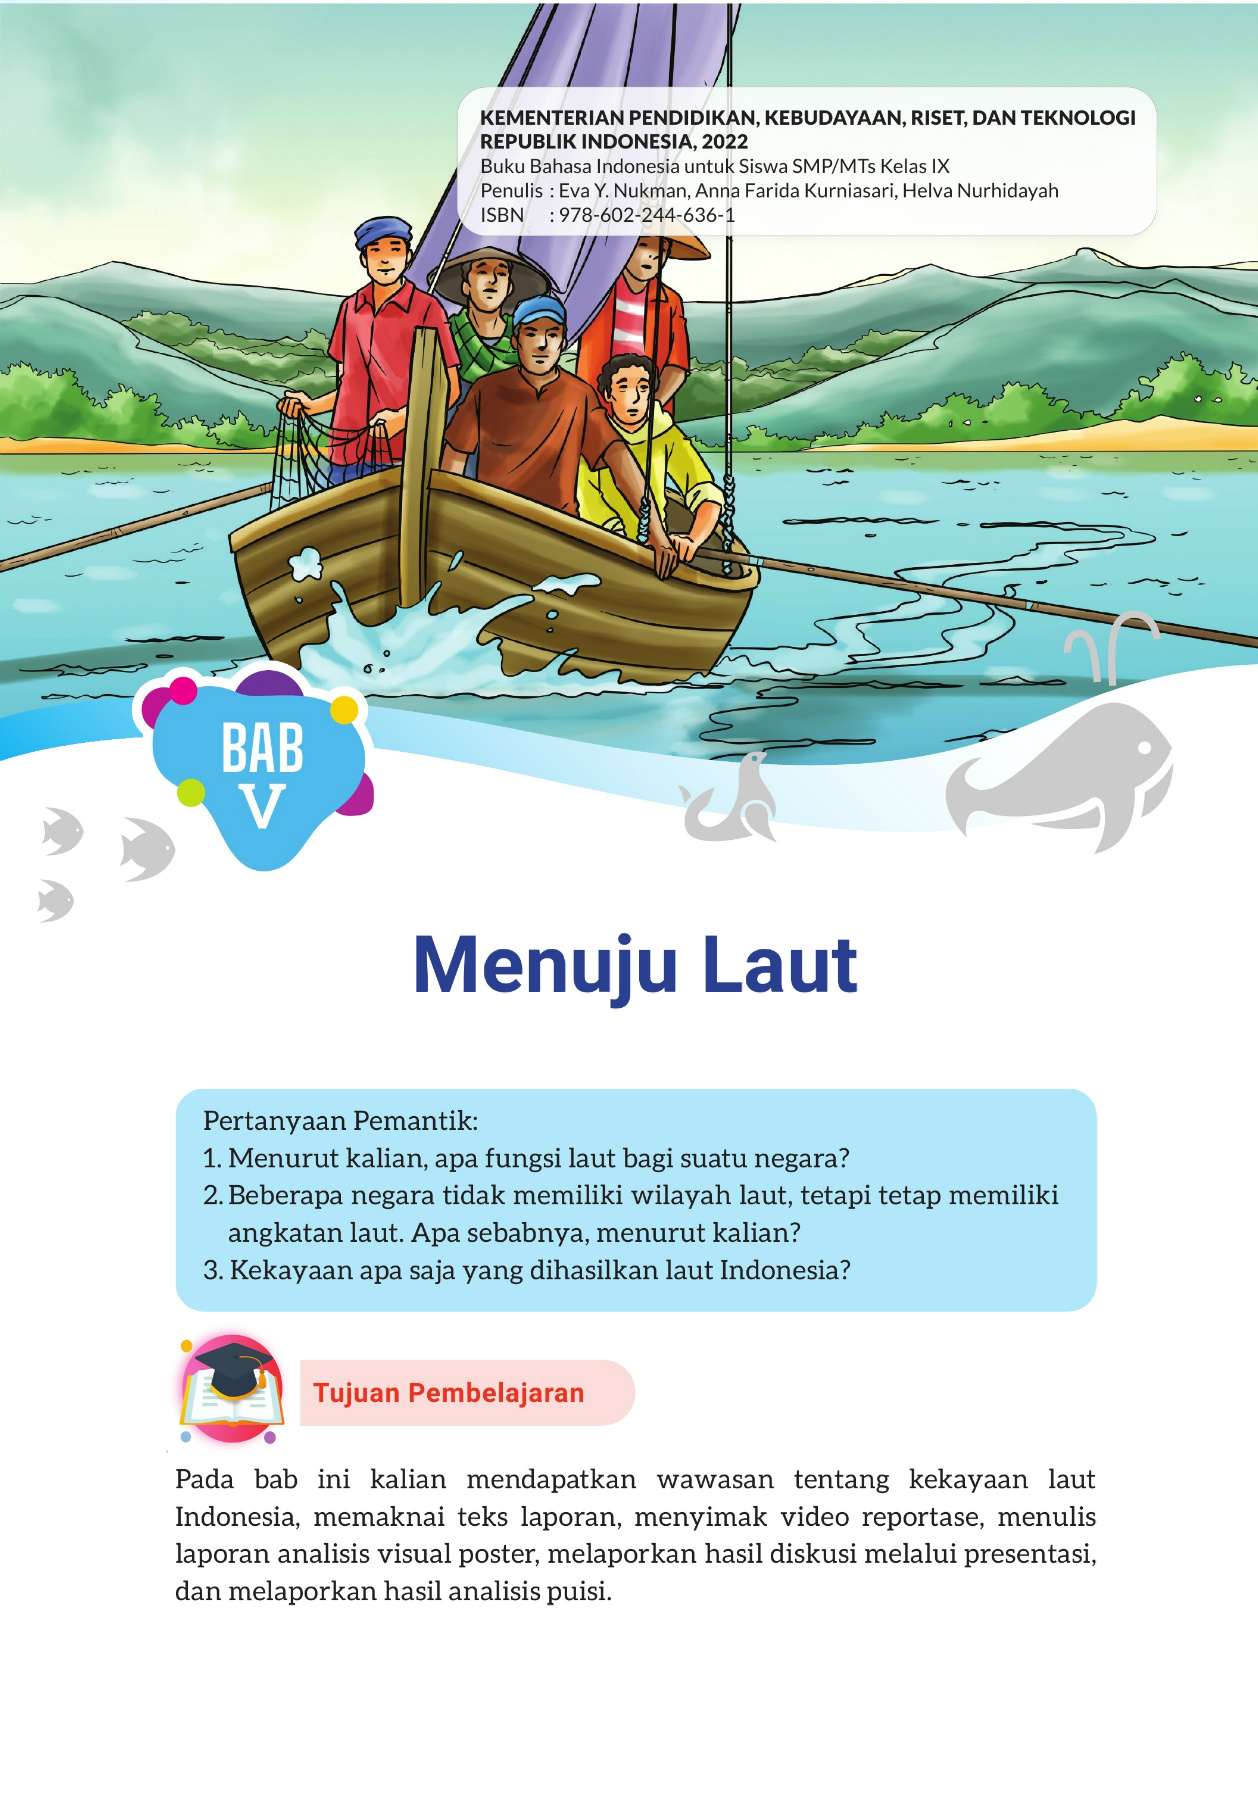 KEMENTERIAN PENDIDIKAN, KEBUDAYAAN, RISET, DAN TEKNOLOGI
REPUBLIK INDONESIA, 2022
Buku Bahasa Indonesia untuk Siswa SMP/MTs Kelas IX
Penulis : Eva Y. Nukman, Anna Farida Kurniasari, Helva Nurhidayah
ISBN : 978-602-244-636-1
BAB
V
Menuju Laut
Pertanyaan Pemantik:
1. Menurut kalian, apa fungsi laut bagi suatu negara?
2. Beberapa negara tidak memiliki wilayah laut, tetapi tetap memiliki
angkatan laut. Apa sebabnya, menurut kalian?
3. Kekayaan apa saja yang dihasilkan laut Indonesia?
Tujuan Pembelajaran
Pada bab ini kalian mendapatkan wawasan tentang kekayaan laut
Indonesia, memaknai teks laporan, menyimak video reportase, menulis
laporan analisis visual poster, melaporkan hasil diskusi melalui presentasi,
dan melaporkan hasil analisis puisi.